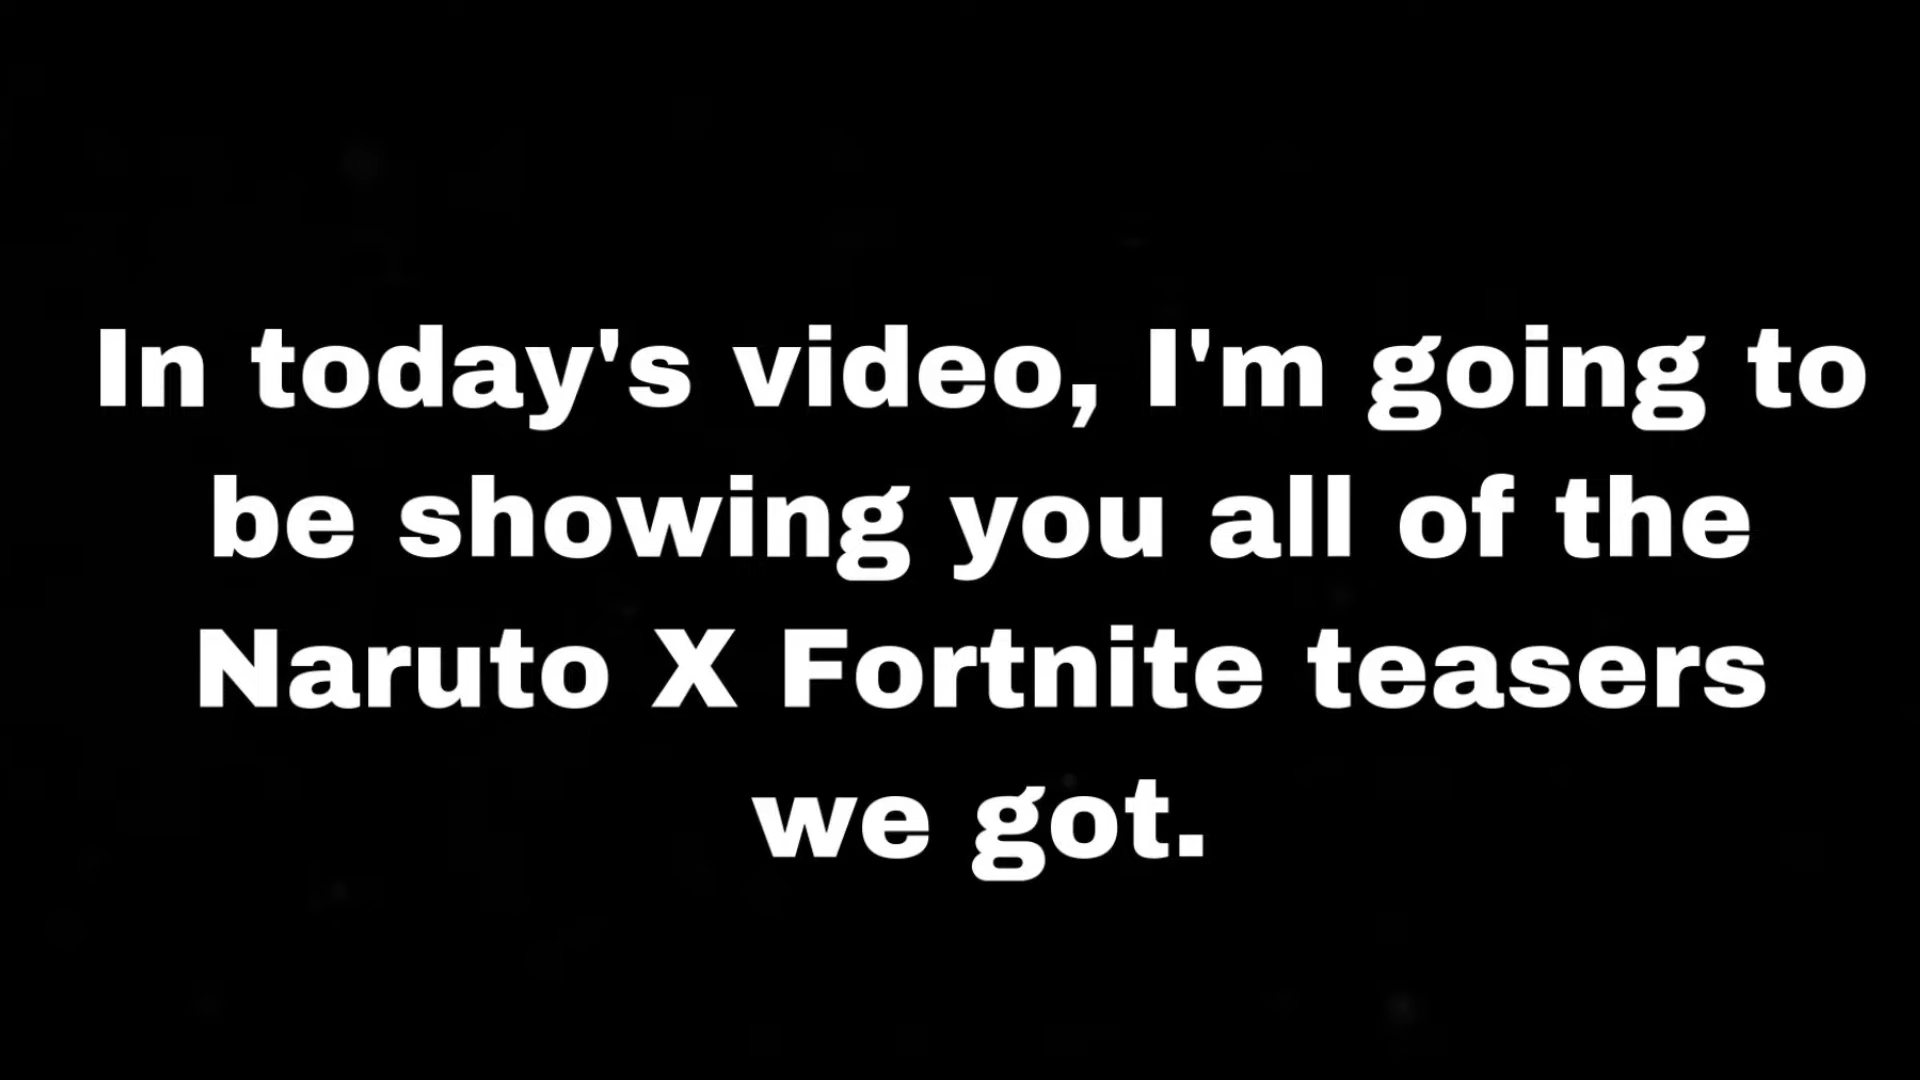 In today's video, I'm going to
be showing you all of the
Naruto X Fortnite teasers
we got.